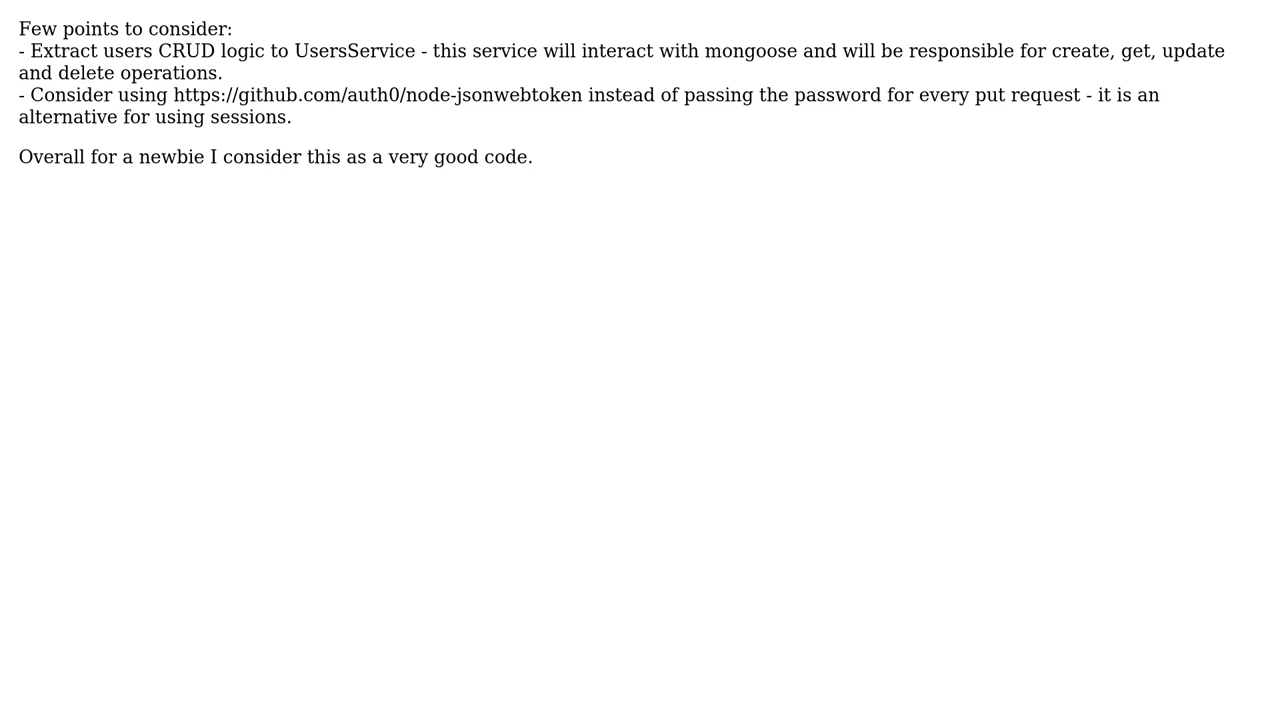 Few points to consider:
- Extract users CRUD logic to UsersService - this service will interact with mongoose and will be responsible for create, get, update
and delete operations.
- Consider using https://github.com/auth0/node-jsonwebtoken instead of passing the password for every put request - it is an
alternative for using sessions.
Overall for a newbie I consider this as a very good code.